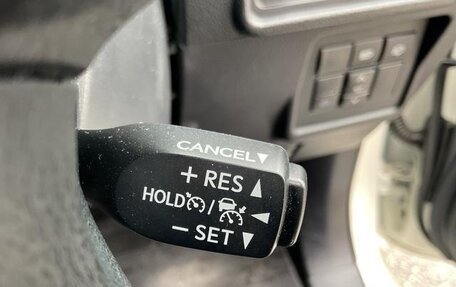 CANCEL▼
+ RES ▲
HOLD / ◀
− SET ▼